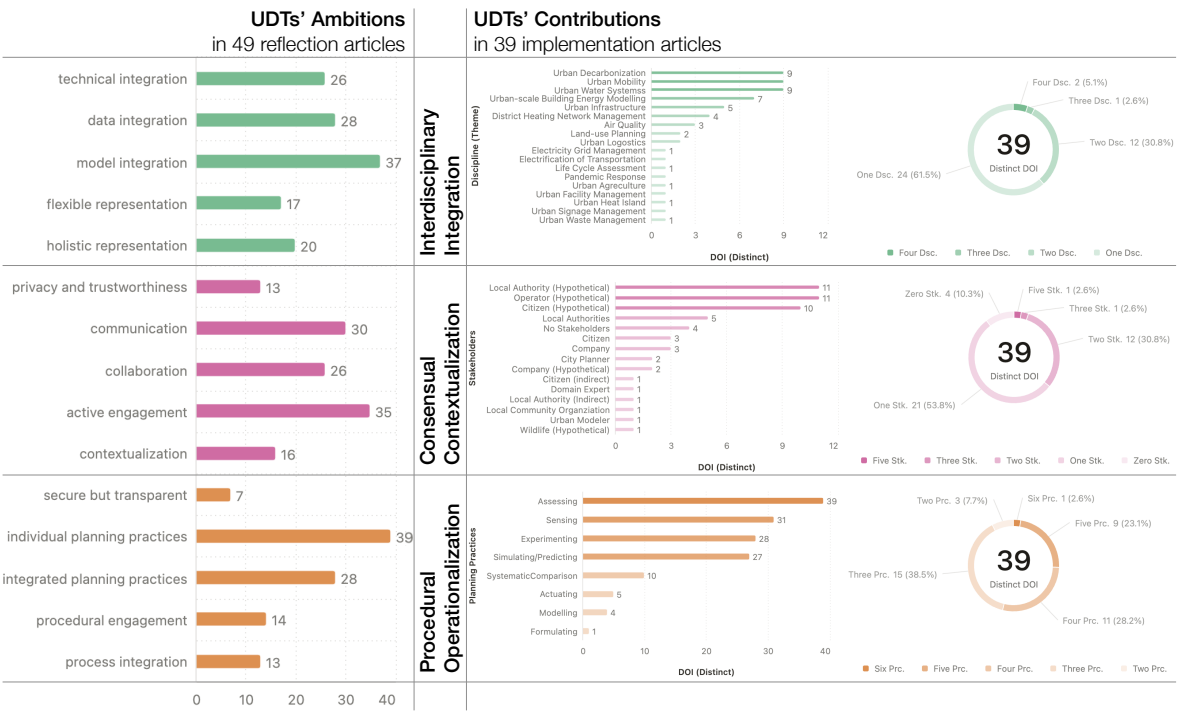 UDTs' Ambitions
in 49 reflection articles
UDTs' Contributions
in 39 implementation articles
technical integration 26
data integration 28
model integration 37
flexible representation 17
holistic representation 20
Interdisciplinary
Integration
Discipline (Theme)
Urban Decarbonization 9
Urban Mobility
Urban Water Systemss 9
Urban-scale Building Energy Modelling 7
Urban Infrastructure 5
District Heating Network Management 4
Air Quality 3
Land-use Planning 2
Urban Logostics
Electricity Grid Management 1
Electrification of Transportation
Life Cycle Assessment 1
Pandemic Response
Urban Agreculture 1
Urban Facility Management
Urban Heat Island 1
Urban Signage Management
Urban Waste Management 1
0 3 6 9 12
DOI (Distinct)
Four Dsc. 2 (5.1%)
Three Dsc. 1 (2.6%)
Two Dsc. 12 (30.8%)
One Dsc. 24 (61.5%)
39
Distinct DOI
Four Dsc. Three Dsc. Two Dsc. One Dsc.
privacy and trustworthiness 13
communication 30
collaboration 26
active engagement 35
contextualization 16
Consensual
Contextualization
Stakeholders
Local Authority (Hypothetical) 11
Operator (Hypothetical) 11
Citizen (Hypothetical) 10
Local Authorities 5
No Stakeholders 4
Citizen 3
Company 3
City Planner 2
Company (Hypothetical) 2
Citizen (indirect) 1
Domain Expert 1
Local Authority (Indirect) 1
Local Community Organziation 1
Urban Modeler 1
Wildlife (Hypothetical) 1
0 3 6 9 12
DOI (Distinct)
Zero Stk. 4 (10.3%)
Five Stk. 1 (2.6%)
Three Stk. 1 (2.6%)
Two Stk. 12 (30.8%)
One Stk. 21 (53.8%)
39
Distinct DOI
Five Stk. Three Stk. Two Stk. One Stk. Zero Stk.
secure but transparent 7
individual planning practices 39
integrated planning practices 28
procedural engagement 14
process integration 13
0 10 20 30 40
Procedural
Operationalization
Planning Practices
Assessing 39
Sensing 31
Experimenting 28
Simulating/Predicting 27
SystematicComparison 10
Actuating 5
Modelling 4
Formulating 1
0 10 20 30 40
DOI (Distinct)
Two Prc. 3 (7.7%)
Six Prc. 1 (2.6%)
Five Prc. 9 (23.1%)
Three Prc. 15 (38.5%)
Four Prc. 11 (28.2%)
39
Distinct DOI
Six Prc. Five Prc. Four Prc. Three Prc. Two Prc.